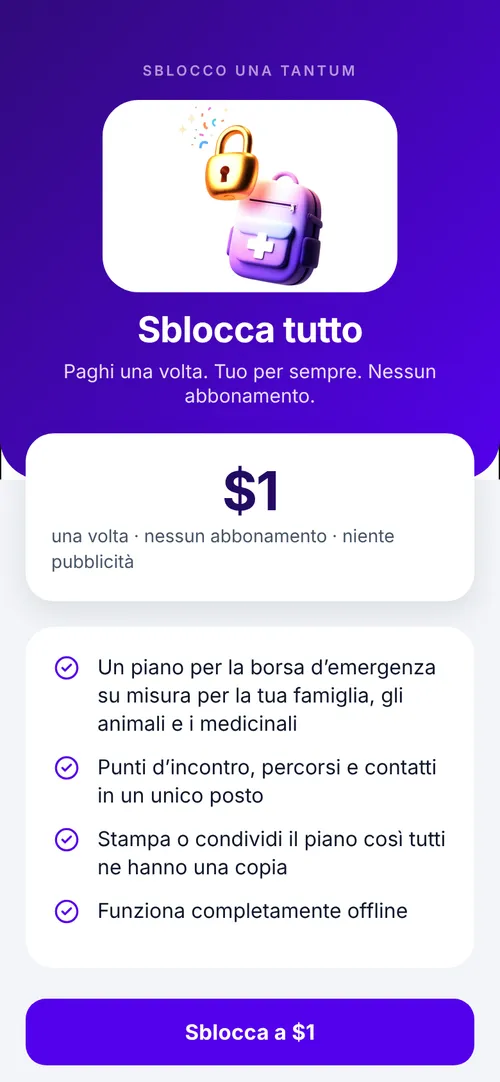 SBLOCCO UNA TANTUM
Sblocca tutto
Paghi una volta. Tuo per sempre. Nessun
abbonamento.
$1
una volta · nessun abbonamento · niente
pubblicità
Un piano per la borsa d’emergenza
su misura per la tua famiglia, gli
animali e i medicinali
Punti d’incontro, percorsi e contatti
in un unico posto
Stampa o condividi il piano così tutti
ne hanno una copia
Funziona completamente offline
Sblocca a $1